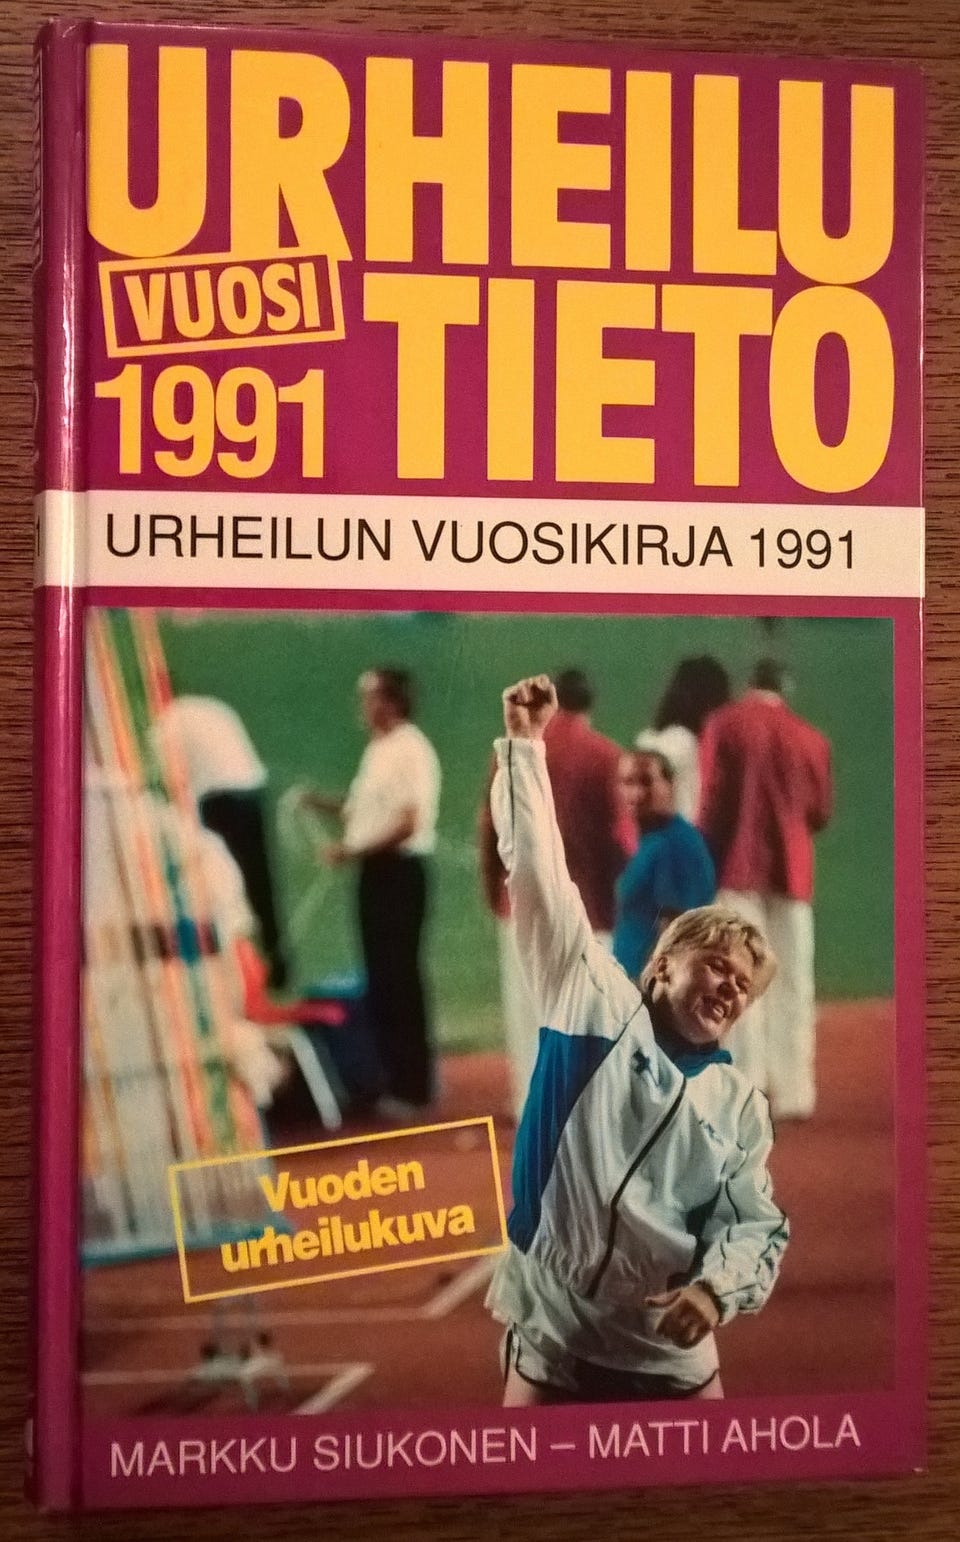 URHEILU
VUOSI
1991
TIETO
URHEILUN VUOSIKIRJA 1991
Vuoden
urheilukuva
MARKKU SIUKONEN – MATTI AHOLA